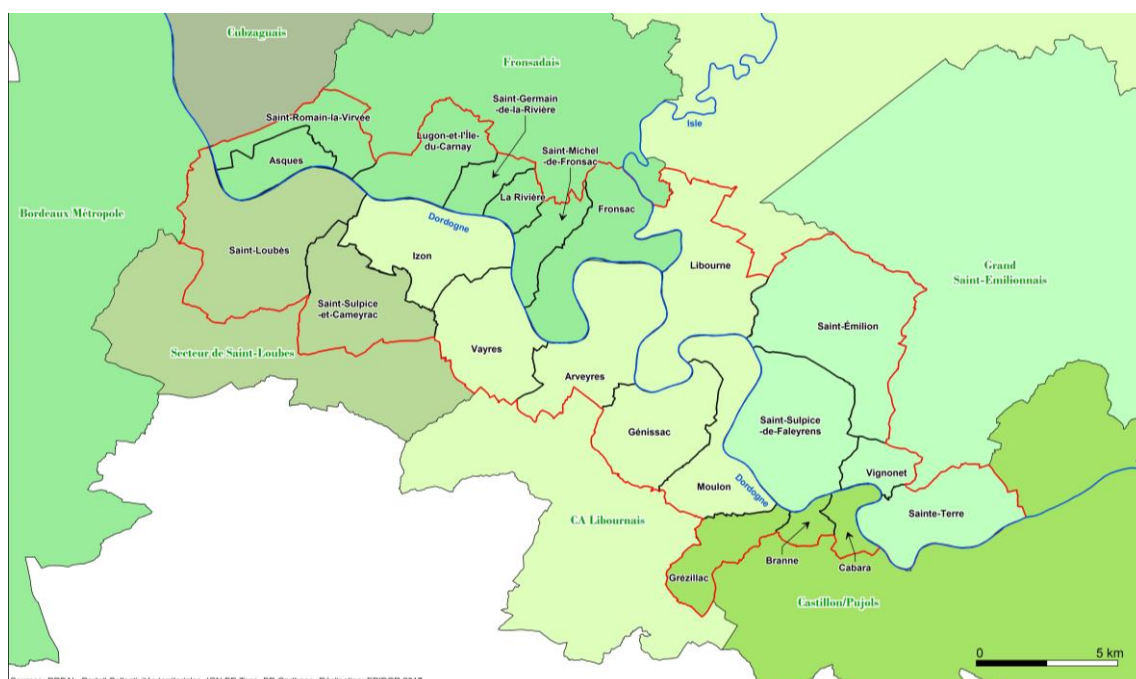 Cubzaguais
Fronsadais
Saint-Germain
-de-la-Rivière
Saint-Romain-la-Virvée
Isle
Lugon-et-l'Île-
du-Carnay
Saint-Michel
-de-Fronsac
Asques
La Rivière
Fronsac
Bordeaux Métropole
Dordogne
Saint-Loubès
Izon
Libourne
Grand
Saint-Emilionnais
Saint-Sulpice
-et-Cameyrac
Saint-Émilion
Secteur de Saint-Loubes
Vayres
Arveyres
Saint-Sulpice
-de-Faleyrens
Génissac
Vignonet
Moulon
Dordogne
Sainte-Terre
CA Libournais
Branne
Cabara
Grézillac
Castillon/Pujols
0 5 km